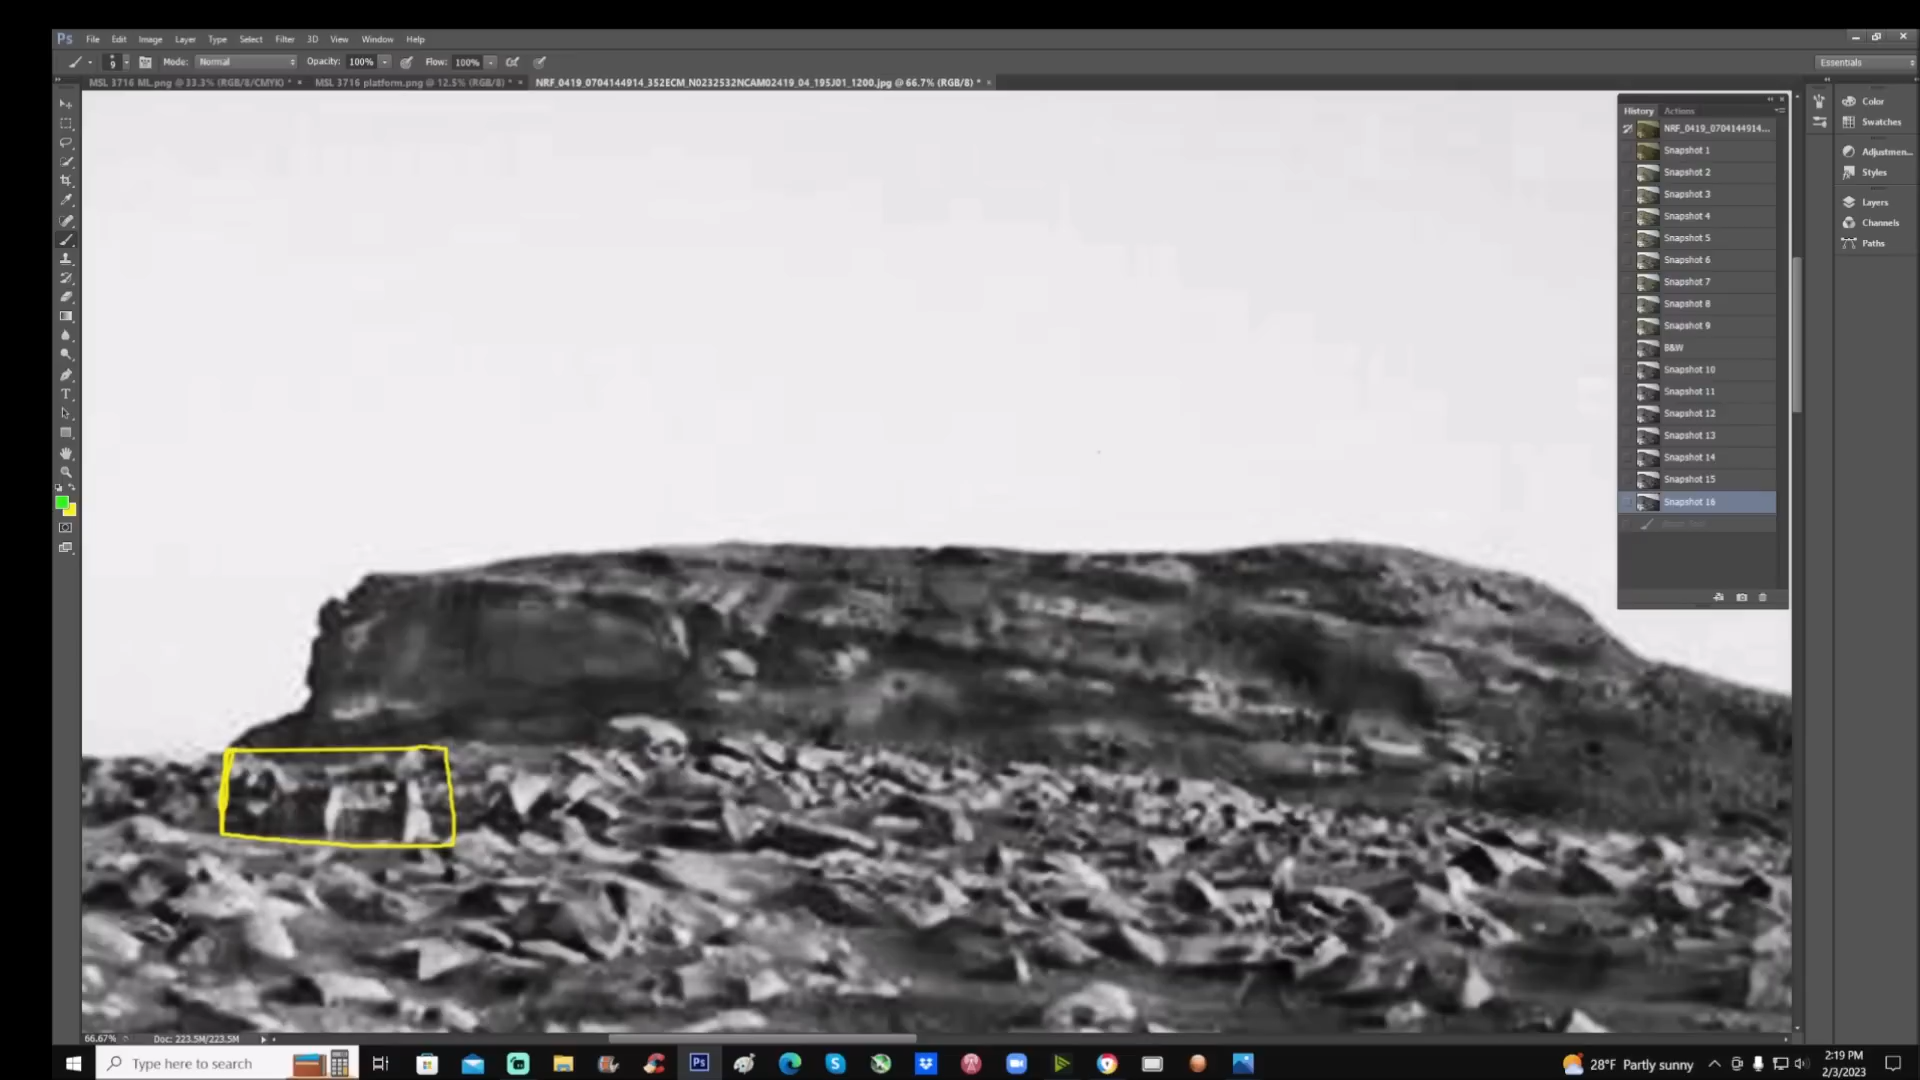 Ps File Edit Image Layer Type Select Filter 3D View Window Help
9 Mode: Normal Opacity: 100% Flow: 100% Essentials
MSL 3716 ML.png @ 33.3% (RGB/8/CMYK) * × MSL 3716 platform.png @ 12.5% (RGB/8) * × NRF_0419_0704144914_352ECM_N0232532NCAM02419_04_195J01_1200.jpg @ 66.7% (RGB/8) * ×
History Actions
NRF_0419_0704144914...
Snapshot 1
Snapshot 2
Snapshot 3
Snapshot 4
Snapshot 5
Snapshot 6
Snapshot 7
Snapshot 8
Snapshot 9
B&W
Snapshot 10
Snapshot 11
Snapshot 12
Snapshot 13
Snapshot 14
Snapshot 15
Snapshot 16
Color
Swatches
Adjustmen...
Styles
Layers
Channels
Paths
66.67% Doc: 223.5M/223.5M
Type here to search
Ps
28°F Partly sunny
2:19 PM
2/3/2023